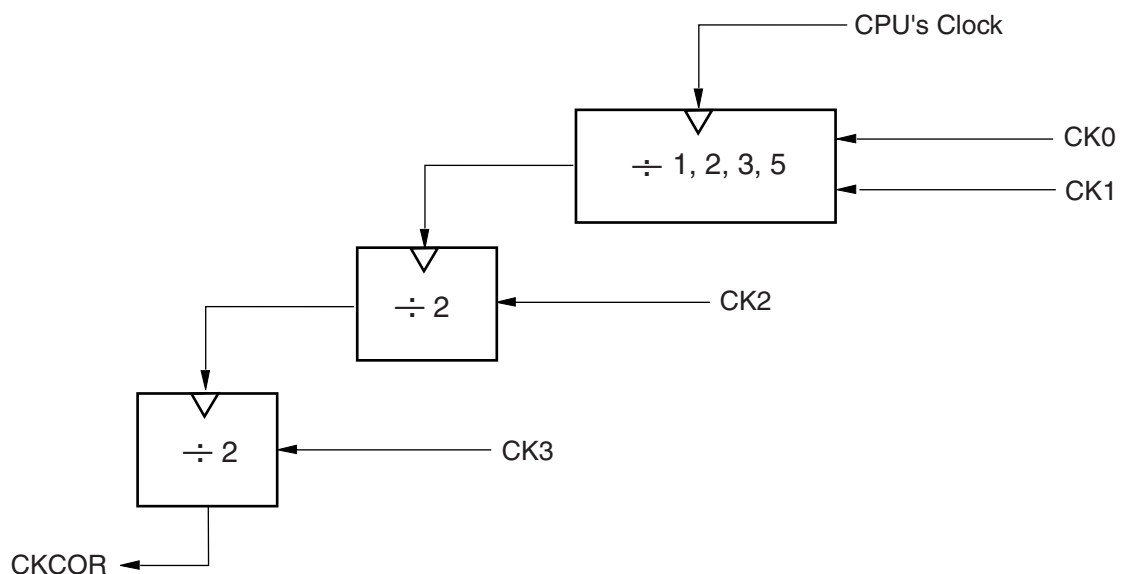 CPU's Clock
÷ 1, 2, 3, 5
CK0
CK1
÷ 2
CK2
÷ 2
CK3
CKCOR